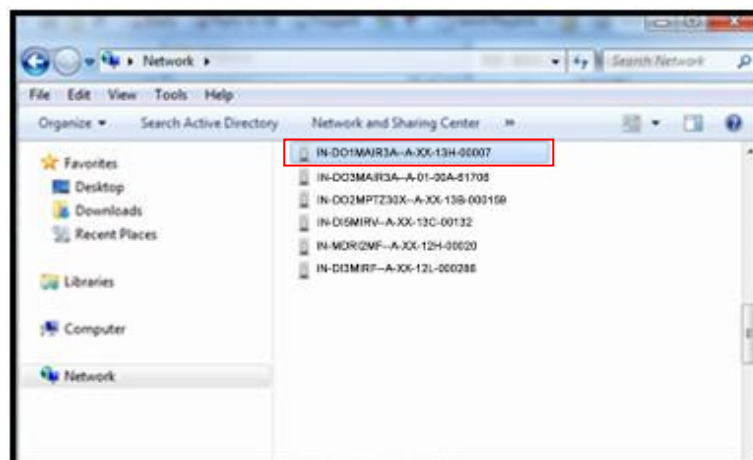 Network
Search Network
File Edit View Tools Help
Organize Search Active Directory Network and Sharing Center »
Favorites
Desktop
Downloads
Recent Places
Libraries
Computer
Network
IN-DO1MAIR3A--A-XX-13H-00007
IN-DO3MAIR3A--A-01-00A-61708
IN-DO2MPTZ30X--A-XX-13B-000159
IN-DI5MIRV--A-XX-13C-00132
IN-MDRI2MF--A-XX-12H-00020
IN-DI3MIRF--A-XX-12L-000286